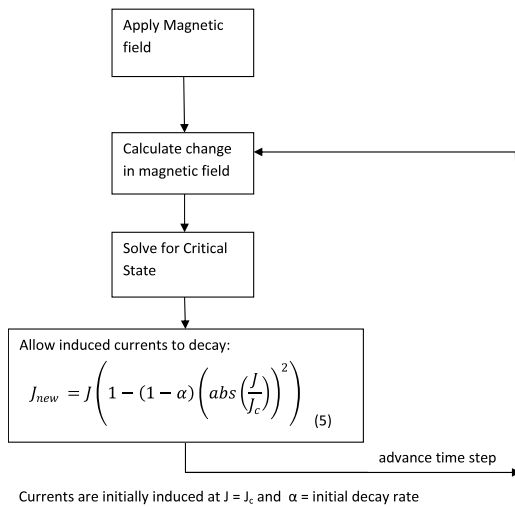 Apply Magnetic
field
Calculate change
in magnetic field
Solve for Critical
State
Allow induced currents to decay:
J_new = J(1 − (1 − α)(abs(J/J_c))^2)
(5)
advance time step
Currents are initially induced at J = J_c and α = initial decay rate